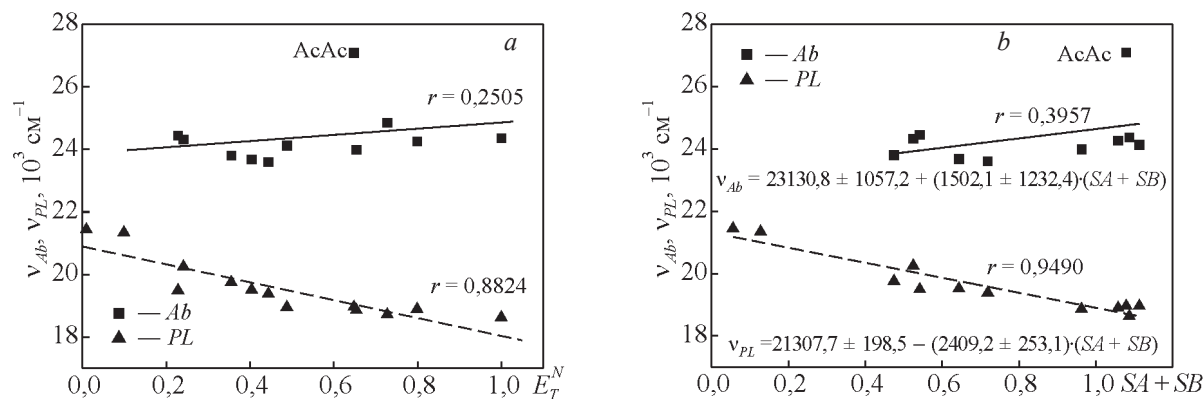 28
26
24
22
20
18
ν_Ab, ν_PL, 10³ см⁻¹
AcAc
a
r = 0,2505
r = 0,8824
■ — Ab
▲ — PL
0,0 0,2 0,4 0,6 0,8 1,0 E_T^N
28
26
24
22
20
18
ν_Ab, ν_PL, 10³ см⁻¹
■ — Ab
▲ — PL
b
AcAc
r = 0,3957
ν_Ab = 23130,8 ± 1057,2 + (1502,1 ± 1232,4)·(SA + SB)
r = 0,9490
ν_PL =21307,7 ± 198,5 – (2409,2 ± 253,1)·(SA + SB)
0,0 0,2 0,4 0,6 0,8 1,0 SA + SB